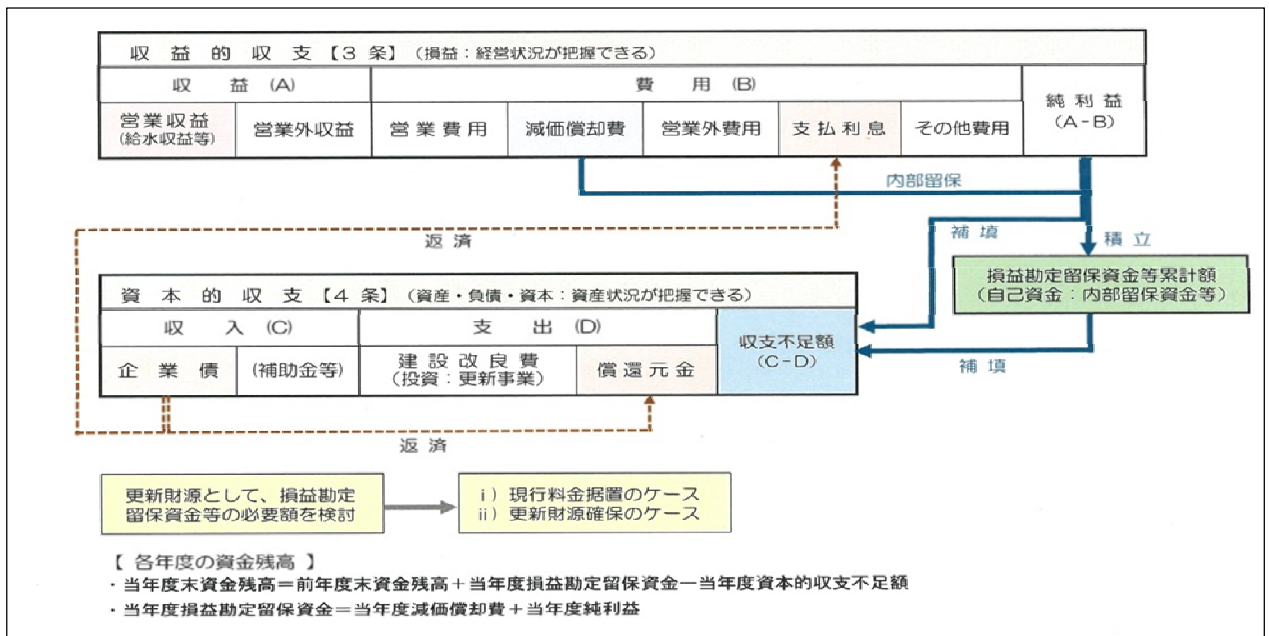 収益的収支【3条】(損益：経営状況が把握できる)
収益 (A)
費用 (B)
純利益
(A-B)
営業収益
(給水収益等)
営業外収益
営業費用
減価償却費
営業外費用
支払利息
その他費用
内部留保
返済
補填
積立
損益勘定留保資金等累計額
(自己資金：内部留保資金等)
資本的収支【4条】(資産・負債・資本：資産状況が把握できる)
収入 (C)
支出 (D)
収支不足額
(C-D)
企業債
(補助金等)
建設改良費
(投資：更新事業)
償還元金
補填
返済
更新財源として、損益勘定
留保資金等の必要額を検討
ⅰ) 現行料金据置のケース
ⅱ) 更新財源確保のケース
【 各年度の資金残高 】
・当年度末資金残高＝前年度末資金残高＋当年度損益勘定留保資金－当年度資本的収支不足額
・当年度損益勘定留保資金＝当年度減価償却費＋当年度純利益